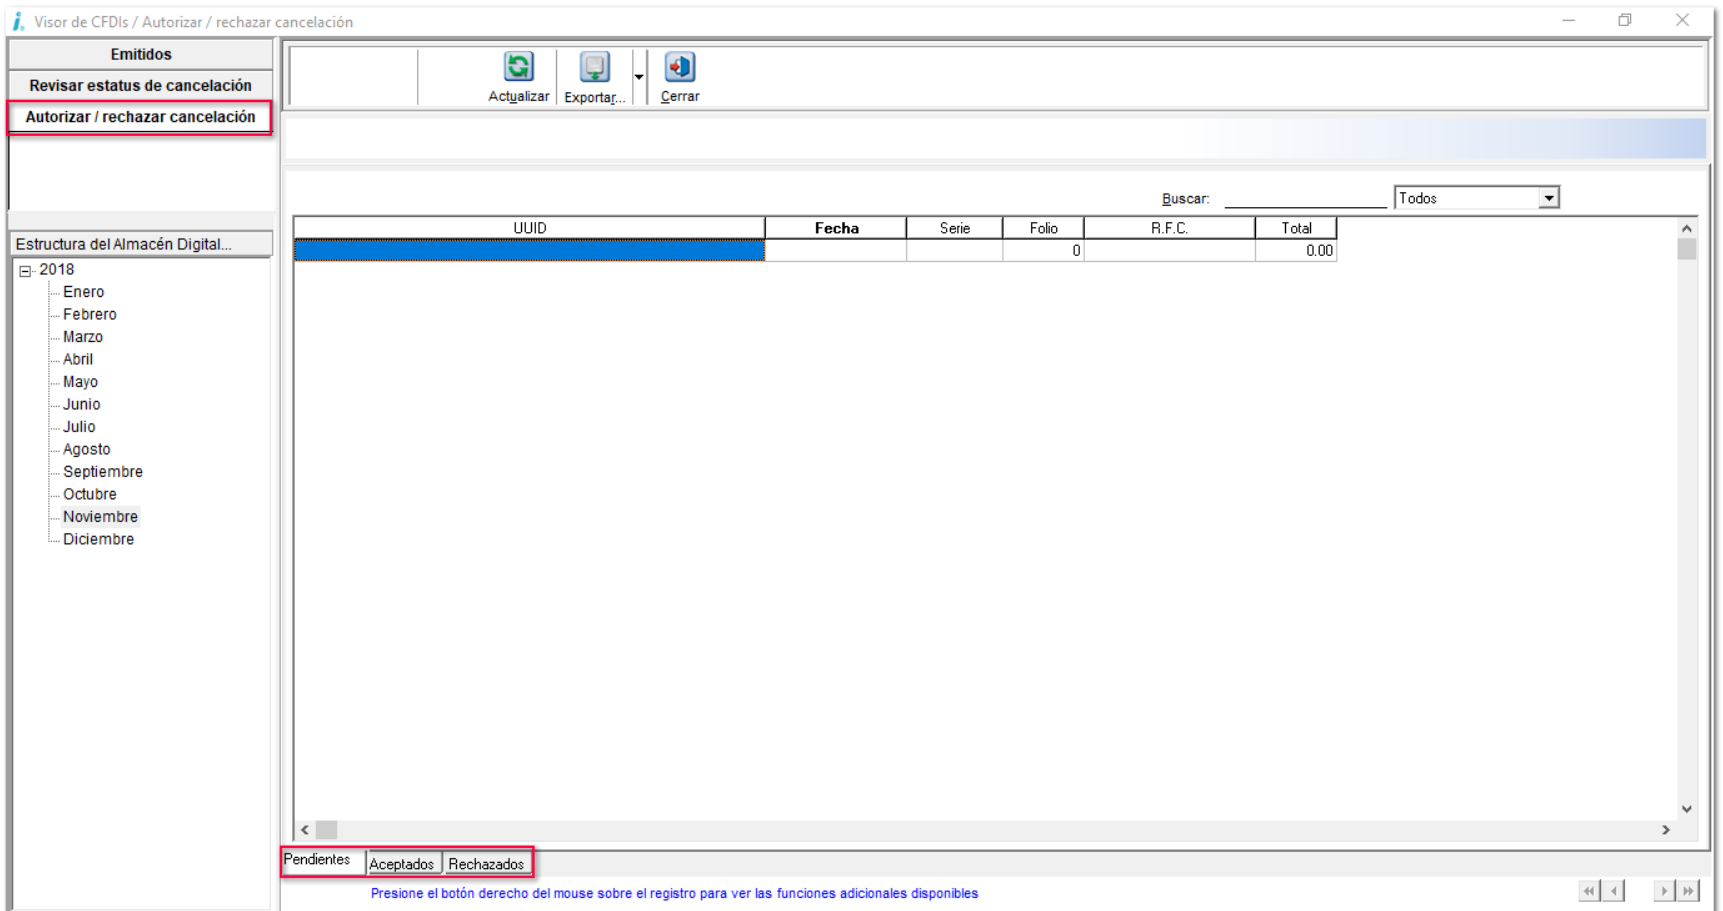 Visor de CFDIs / Autorizar / rechazar cancelación
Emitidos
Revisar estatus de cancelación
Autorizar / rechazar cancelación
Actualizar
Exportar...
Cerrar
Buscar:
Todos
Estructura del Almacén Digital...
2018
Enero
Febrero
Marzo
Abril
Mayo
Junio
Julio
Agosto
Septiembre
Octubre
Noviembre
Diciembre
UUID Fecha Serie Folio R.F.C. Total
0 0.00
Pendientes Aceptados Rechazados
Presione el botón derecho del mouse sobre el registro para ver las funciones adicionales disponibles